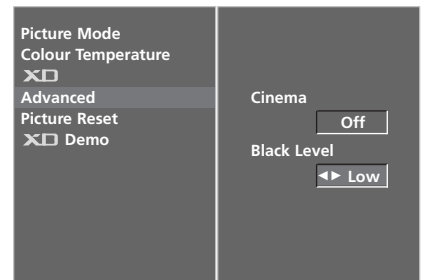 Picture Mode
Colour Temperature
XD
Advanced
Picture Reset
XD Demo
Cinema
Off
Black Level
◄► Low